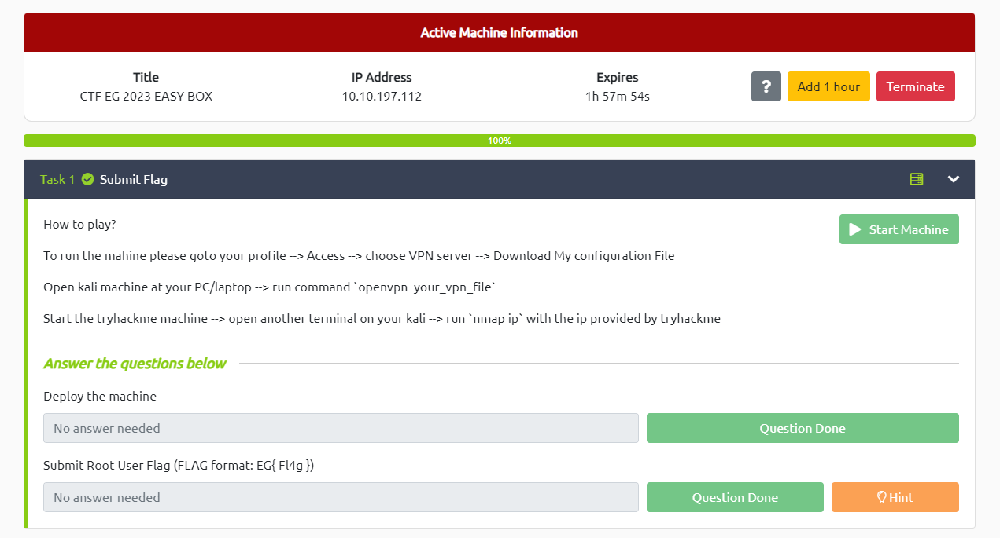 Active Machine Information
Title
IP Address
Expires
CTF EG 2023 EASY BOX
10.10.197.112
1h 57m 54s
?
Add 1 hour
Terminate
100%
Task 1
Submit Flag
How to play?
Start Machine
To run the mahine please goto your profile --> Access --> choose VPN server --> Download My configuration File
Open kali machine at your PC/laptop --> run command `openvpn  your_vpn_file`
Start the tryhackme machine --> open another terminal on your kali --> run `nmap ip` with the ip provided by tryhackme
Answer the questions below
Deploy the machine
No answer needed
Question Done
Submit Root User Flag (FLAG format: EG{ Fl4g })
No answer needed
Question Done
Hint